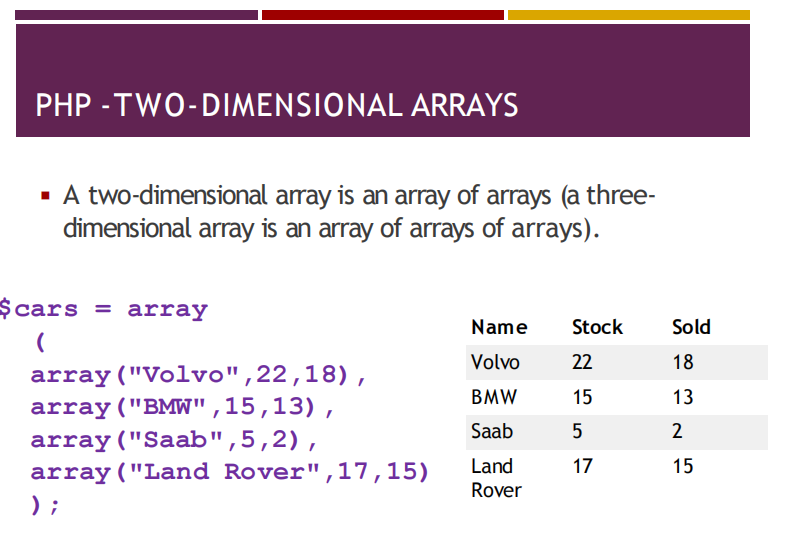 PHP -TWO-DIMENSIONAL ARRAYS
A two-dimensional array is an array of arrays (a three-
dimensional array is an array of arrays of arrays).
$cars = array
(
array("Volvo",22,18),
array("BMW",15,13),
array("Saab",5,2),
array("Land Rover",17,15)
);
Name Stock Sold
Volvo 22 18
BMW 15 13
Saab 5 2
Land 17 15
Rover